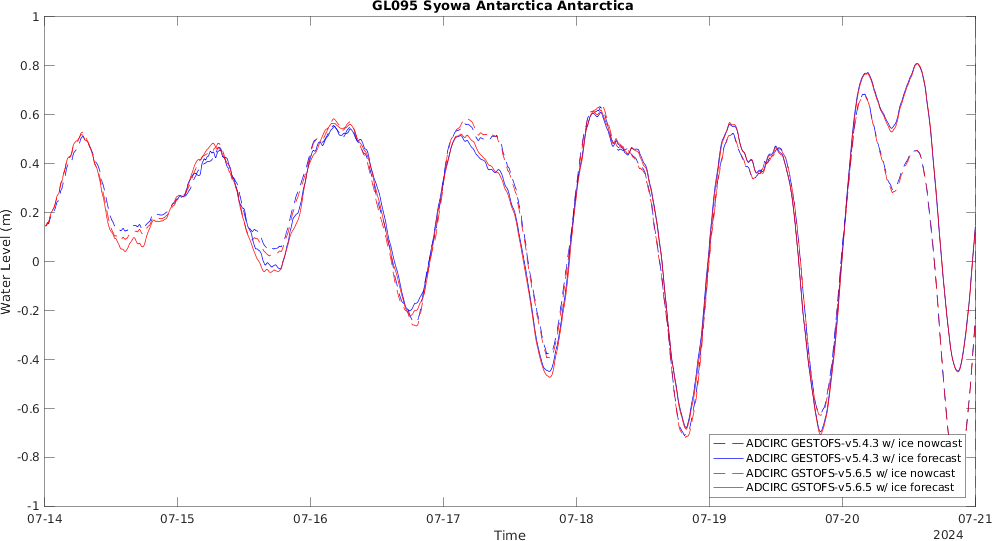 GL095 Syowa Antarctica Antarctica
1
0.8
0.6
0.4
0.2
0
-0.2
-0.4
-0.6
-0.8
-1
Water Level (m)
ADCIRC GESTOFS-v5.4.3 w/ ice nowcast
ADCIRC GESTOFS-v5.4.3 w/ ice forecast
ADCIRC GSTOFS-v5.6.5 w/ ice nowcast
ADCIRC GSTOFS-v5.6.5 w/ ice forecast
07-14 07-15 07-16 07-17 07-18 07-19 07-20 07-21
Time
2024